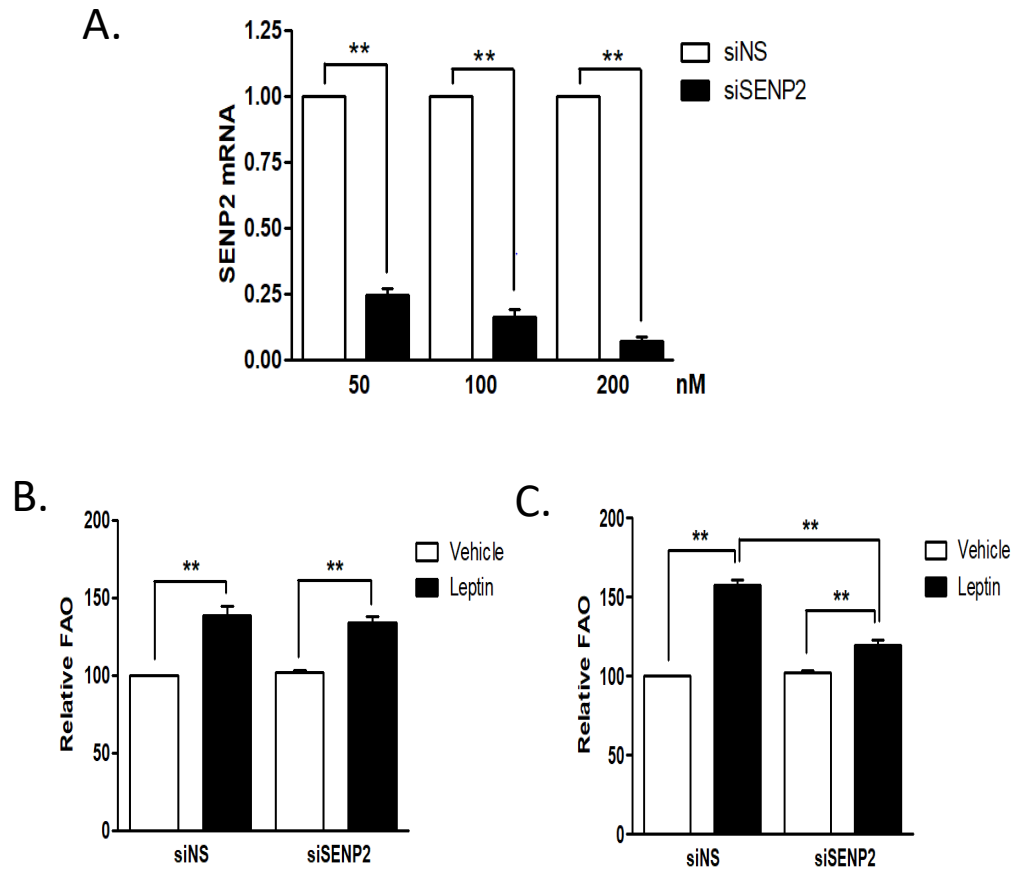 A.
SENP2 mRNA
1.25
1.00
0.75
0.50
0.25
0.00
** ** **
siNS
siSENP2
50 100 200 nM
B.
Relative FAO
200
150
100
50
0
** **
Vehicle
Leptin
siNS siSENP2
C.
Relative FAO
200
150
100
50
0
** ** **
Vehicle
Leptin
siNS siSENP2